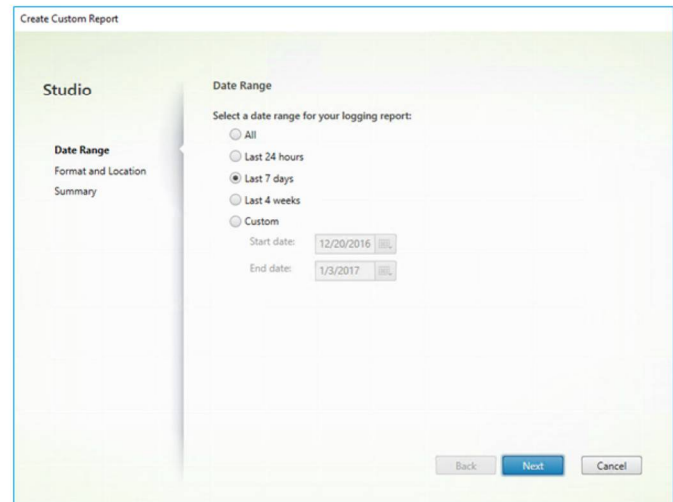 Create Custom Report
Studio
Date Range
Format and Location
Summary
Date Range
Select a date range for your logging report:
All
Last 24 hours
Last 7 days
Last 4 weeks
Custom
Start date: 12/20/2016
End date: 1/3/2017
Back Next Cancel